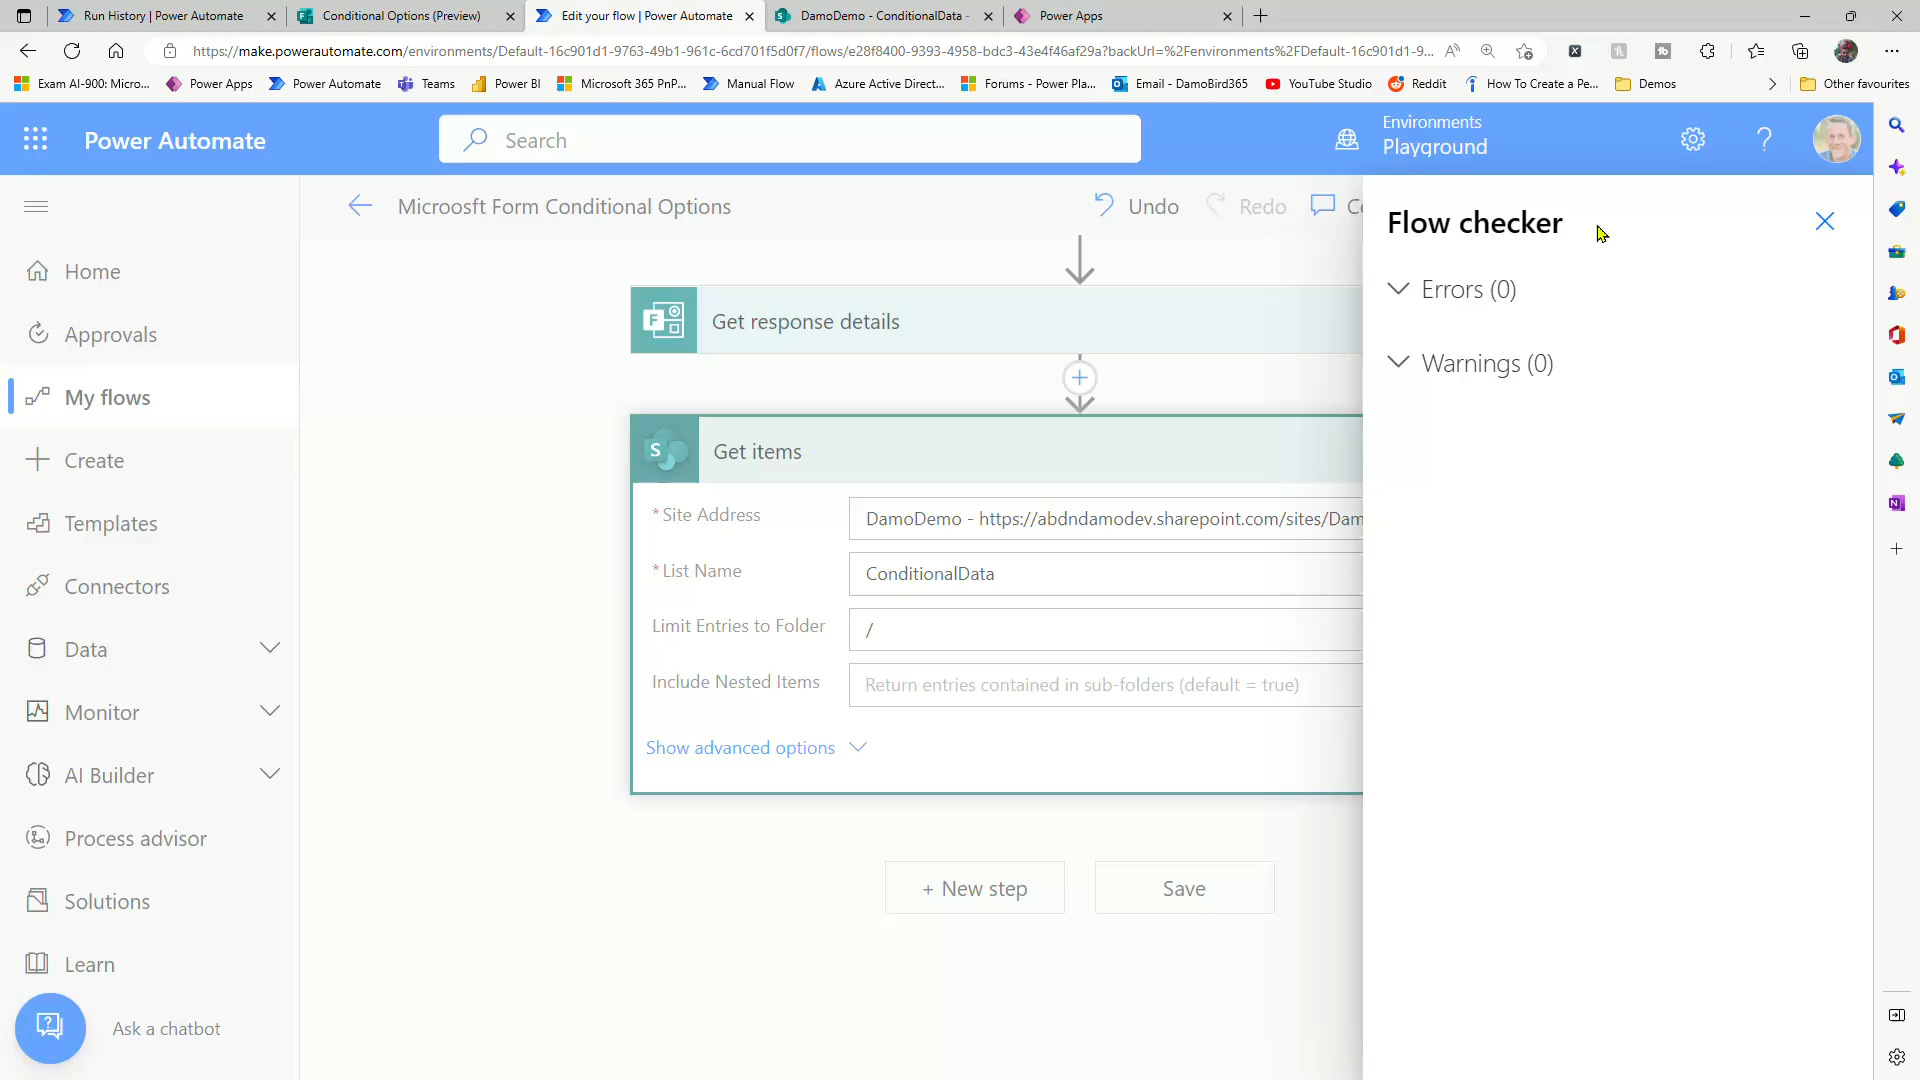 Run History | Power Automate
Conditional Options (Preview)
Edit your flow | Power Automate
DamoDemo - ConditionalData -
Power Apps
https://make.powerautomate.com/environments/Default-16c901d1-9763-49b1-961c-6cd701f5d0f7/flows/e28f8400-9393-4958-bdc3-43e4f46af29a?backUrl=%2Fenvironments%2FDefault-16c901d1-9...
Exam AI-900: Micro...
Power Apps
Power Automate
Teams
Power BI
Microsoft 365 PnP...
Manual Flow
Azure Active Direct...
Forums - Power Pla...
Email - DamoBird365
YouTube Studio
Reddit
How To Create a Pe...
Demos
Other favourites
Power Automate
Search
Environments
Playground
Microosft Form Conditional Options
Undo
Redo
Co
Flow checker
Errors (0)
Warnings (0)
Home
Approvals
My flows
Create
Templates
Connectors
Data
Monitor
AI Builder
Process advisor
Solutions
Learn
Ask a chatbot
Get response details
Get items
* Site Address
DamoDemo - https://abdndamodev.sharepoint.com/sites/Dam
* List Name
ConditionalData
Limit Entries to Folder
/
Include Nested Items
Return entries contained in sub-folders (default = true)
Show advanced options
+ New step
Save